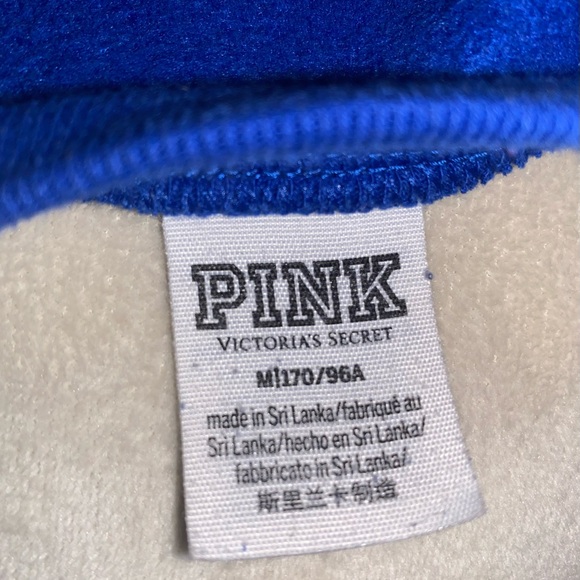 PINK
VICTORIA'S SECRET
M|170/96A
made in Sri Lanka/fabriqué au
Sri Lanka/hecho en Sri Lanka/
fabbricato in Sri Lanka/
斯里兰卡制造